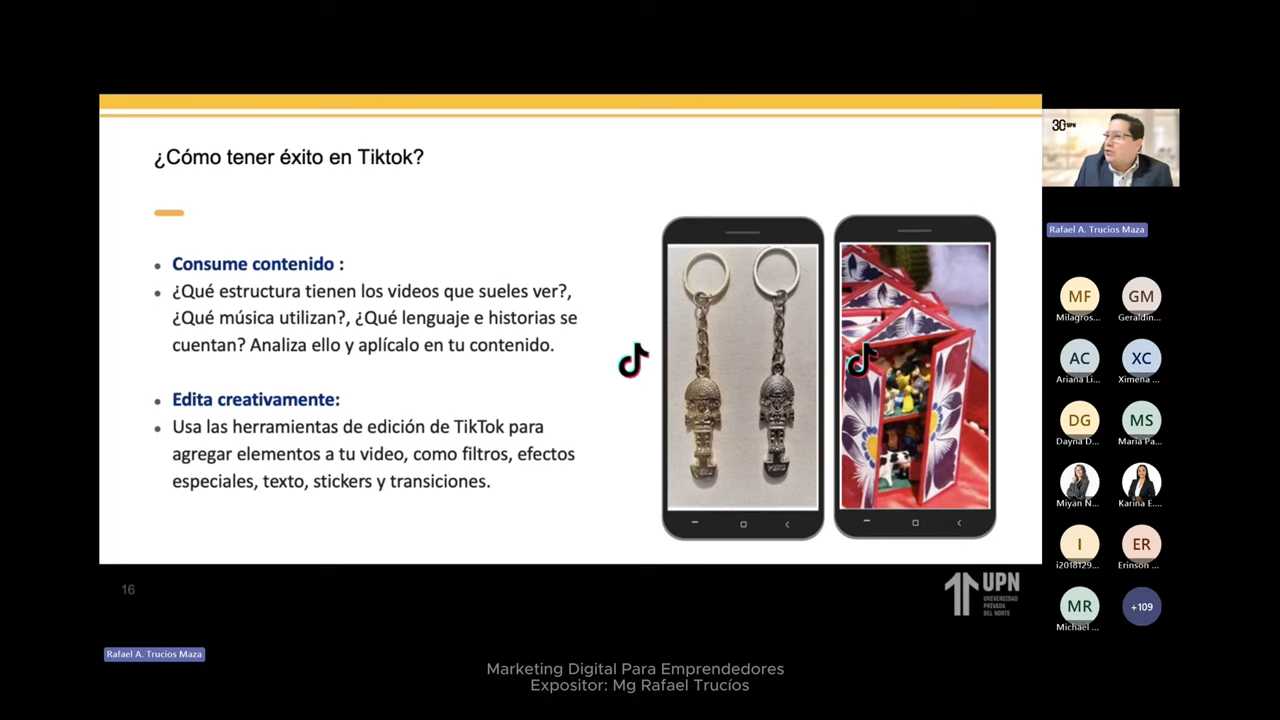 ¿Cómo tener éxito en Tiktok?
Consume contenido :
¿Qué estructura tienen los videos que sueles ver?,
¿Qué música utilizan?, ¿Qué lenguaje e historias se
cuentan? Analiza ello y aplícalo en tu contenido.
Edita creativamente:
Usa las herramientas de edición de TikTok para
agregar elementos a tu video, como filtros, efectos
especiales, texto, stickers y transiciones.
30 UPN
Rafael A. Trucios Maza
MF
GM
Milagros...
Geraldin...
AC
XC
Ariana Li...
Ximena ...
DG
MS
Dayna D...
Maria Pa...
Miyan N...
Karina E...
I
ER
i2018129...
Erinson ...
MR
+109
Michael ...
16
UPN
UNIVERSIDAD
PRIVADA
DEL NORTE
Rafael A. Trucios Maza
Marketing Digital Para Emprendedores
Expositor: Mg Rafael Trucíos